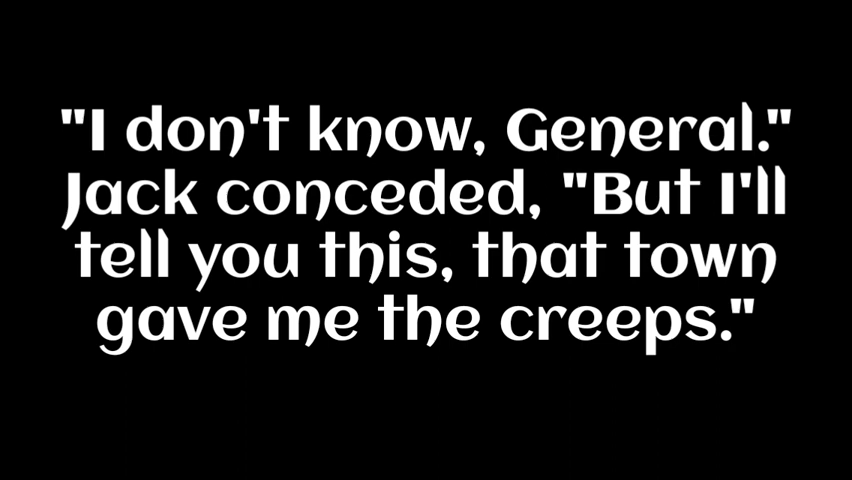 "I don't know, General."
Jack conceded, "But I'll
tell you this, that town
gave me the creeps."